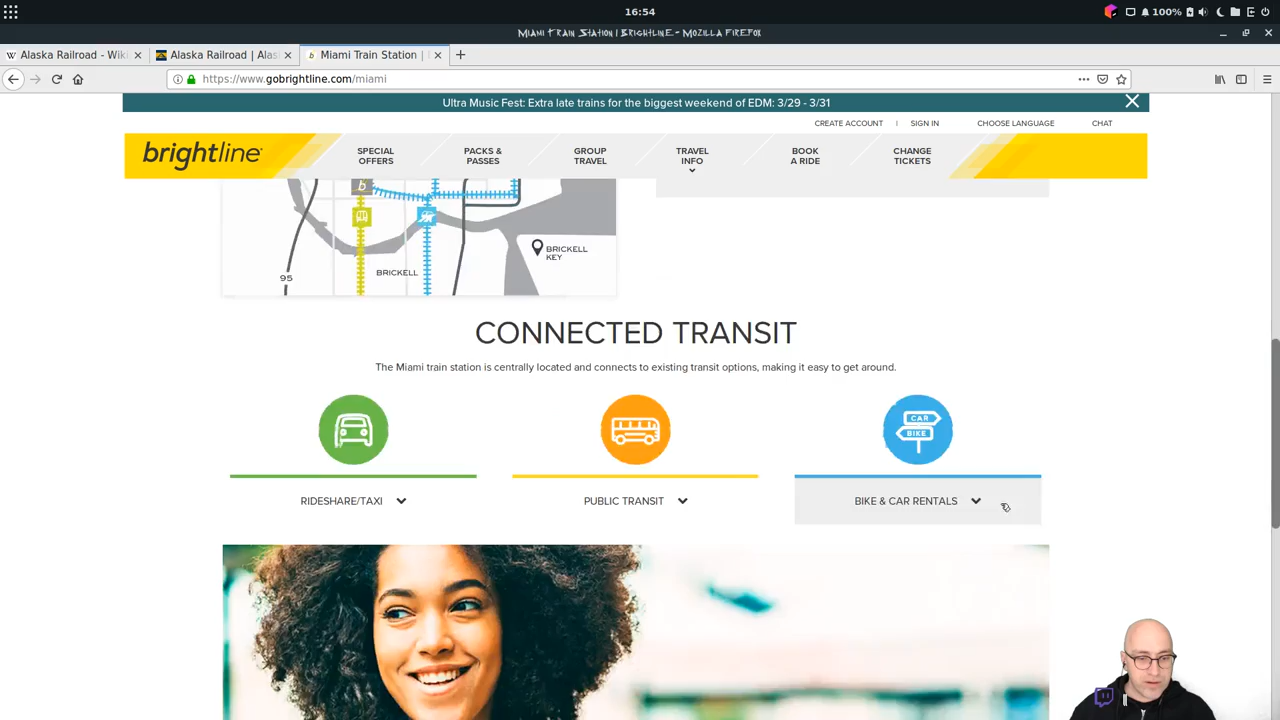 16:54
100%
Miami Train Station | Brightline - Mozilla Firefox
Alaska Railroad - Wiki
Alaska Railroad | Alas
Miami Train Station |
https://www.gobrightline.com/miami
Ultra Music Fest: Extra late trains for the biggest weekend of EDM: 3/29 - 3/31
CREATE ACCOUNT | SIGN IN CHOOSE LANGUAGE CHAT
brightline
SPECIAL OFFERS
PACKS & PASSES
GROUP TRAVEL
TRAVEL INFO
BOOK A RIDE
CHANGE TICKETS
b
BRICKELL KEY
BRICKELL
95
CONNECTED TRANSIT
The Miami train station is centrally located and connects to existing transit options, making it easy to get around.
CAR
BIKE
RIDESHARE/TAXI
PUBLIC TRANSIT
BIKE & CAR RENTALS